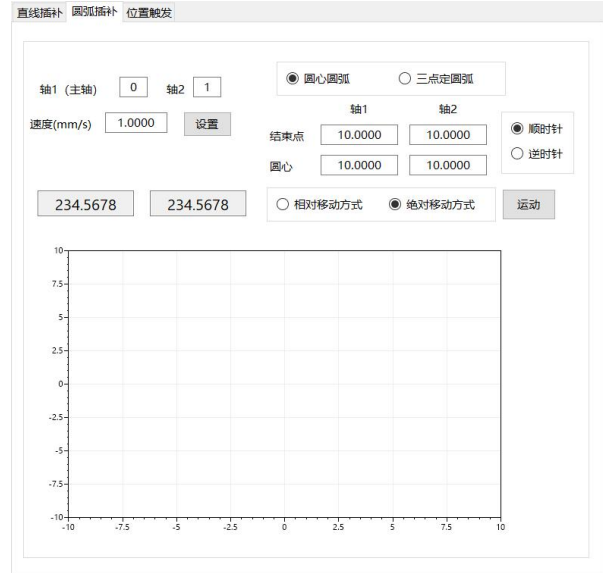 直线插补 圆弧插补 位置触发
圆心圆弧 三点定圆弧
轴1（主轴) 0 轴2 1
轴1 轴2
速度(mm/s) 1.0000 设置
结束点 10.0000 10.0000
顺时针
圆心 10.0000 10.0000
逆时针
234.5678 234.5678 相对移动方式 绝对移动方式 运动
10
7.5
5
2.5
0
-2.5
-5
-7.5
-10
-10 -7.5 -5 -2.5 0 2.5 5 7.5 10